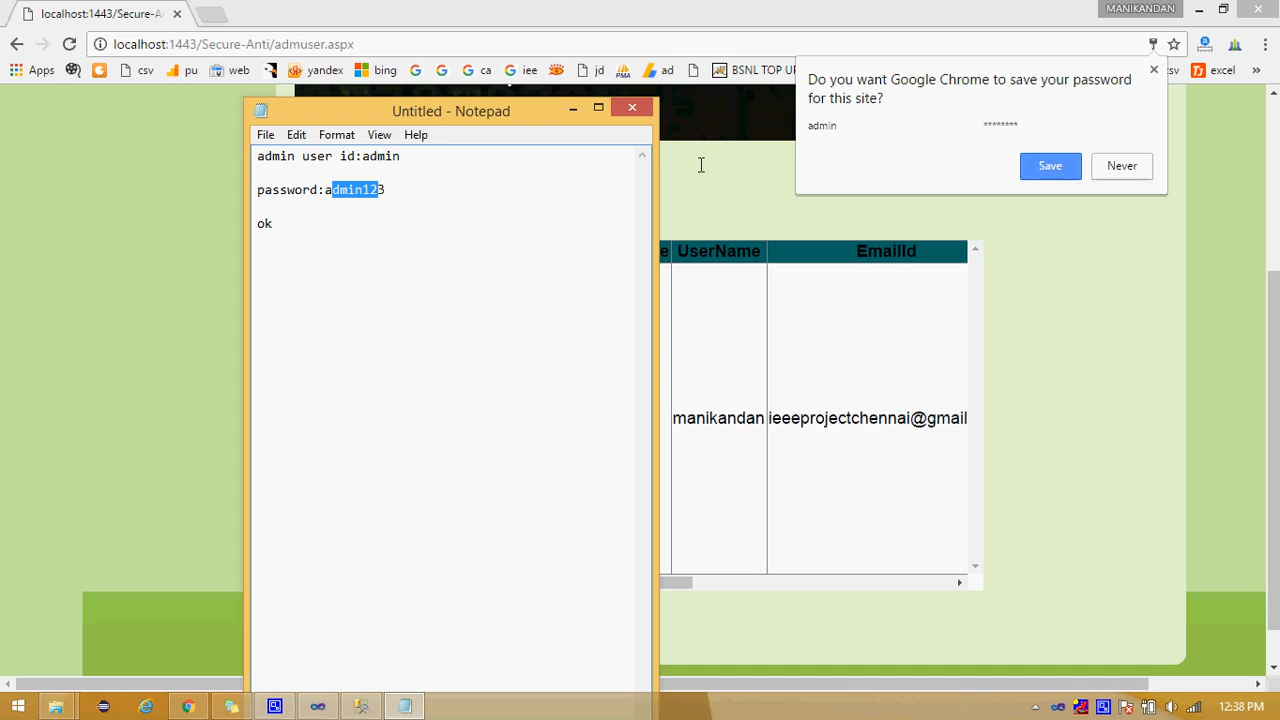 localhost:1443/Secure-A
MANIKANDAN
localhost:1443/Secure-Anti/admuser.aspx
Apps csv pu web yandex bing G G ca iee jd ad BSNL TOP UP csv excel »
Do you want Google Chrome to save your password
for this site?
admin ********
Save Never
Untitled - Notepad
File Edit Format View Help
admin user id:admin
password:admin123
ok
e UserName EmailId
manikandan ieeeprojectchennai@gmail
12:38 PM